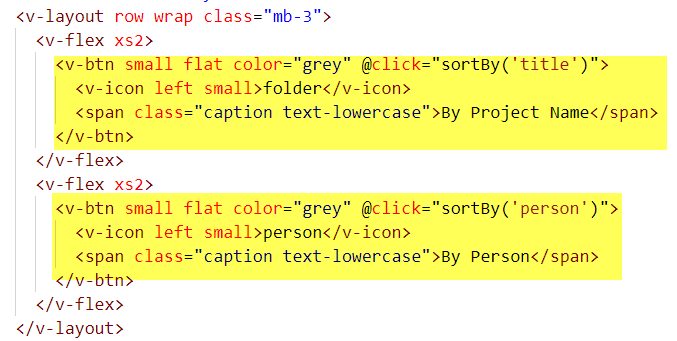 <v-layout row wrap class="mb-3">
<v-flex xs2>
<v-btn small flat color="grey" @click="sortBy('title')">
<v-icon left small>folder</v-icon>
<span class="caption text-lowercase">By Project Name</span>
</v-btn>
</v-flex>
<v-flex xs2>
<v-btn small flat color="grey" @click="sortBy('person')">
<v-icon left small>person</v-icon>
<span class="caption text-lowercase">By Person</span>
</v-btn>
</v-flex>
</v-layout>